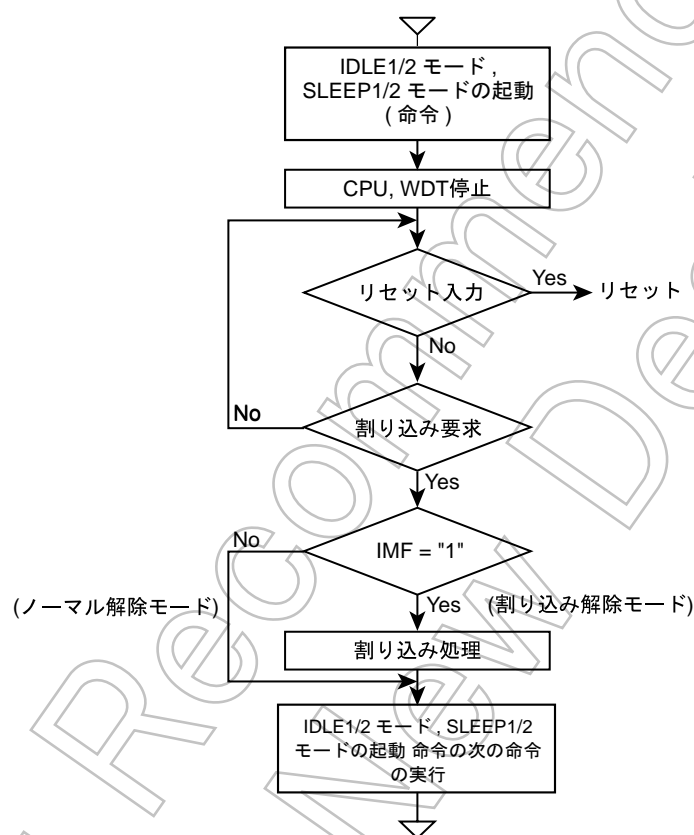 IDLE1/2 モード ,
SLEEP1/2 モードの起動
( 命令 )
CPU, WDT停止
リセット入力
Yes
リセット
No
割り込み要求
No
Yes
IMF = "1"
No
(ノーマル解除モード)
Yes
(割り込み解除モード)
割り込み処理
IDLE1/2 モード , SLEEP1/2
モードの起動 命令の次の命令
の実行
Recommenc
New De